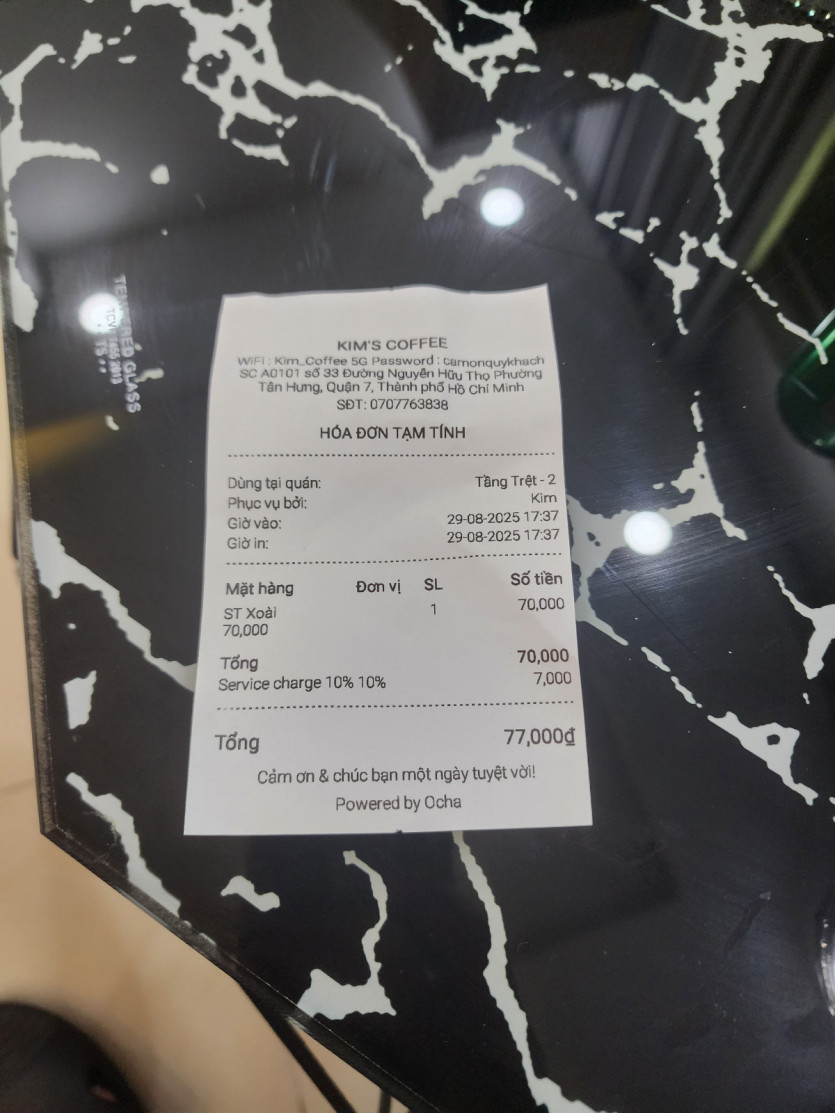 KIM'S COFFEE
WiFi : Kim_Coffee 5G Password : camonquykhach
SC A0101 số 33 Đường Nguyễn Hữu Thọ Phường
Tân Hưng, Quận 7, Thành phố Hồ Chí Minh
SĐT: 0707763838
HÓA ĐƠN TẠM TÍNH
Dùng tại quán: Tầng Trệt - 2
Phục vụ bởi: Kim
Giờ vào: 29-08-2025 17:37
Giờ in: 29-08-2025 17:37
Mặt hàng Đơn vị SL Số tiền
ST Xoài 1 70,000
70,000
Tổng 70,000
Service charge 10% 10% 7,000
Tổng 77,000₫
Cảm ơn & chúc bạn một ngày tuyệt vời!
Powered by Ocha
TEMPERED GLASS